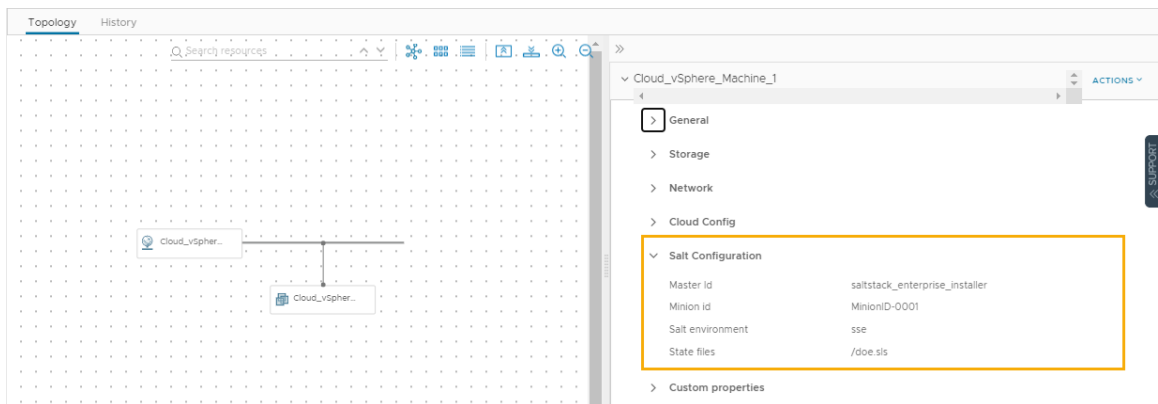 Topology History
Search resources
Cloud_vSphere_Machine_1
ACTIONS
General
Storage
Network
Cloud Config
Cloud_vSpher...
Cloud_vSpher...
Salt Configuration
Master Id saltstack_enterprise_installer
Minion id MinionID-0001
Salt environment sse
State files /doe.sls
Custom properties
SUPPORT